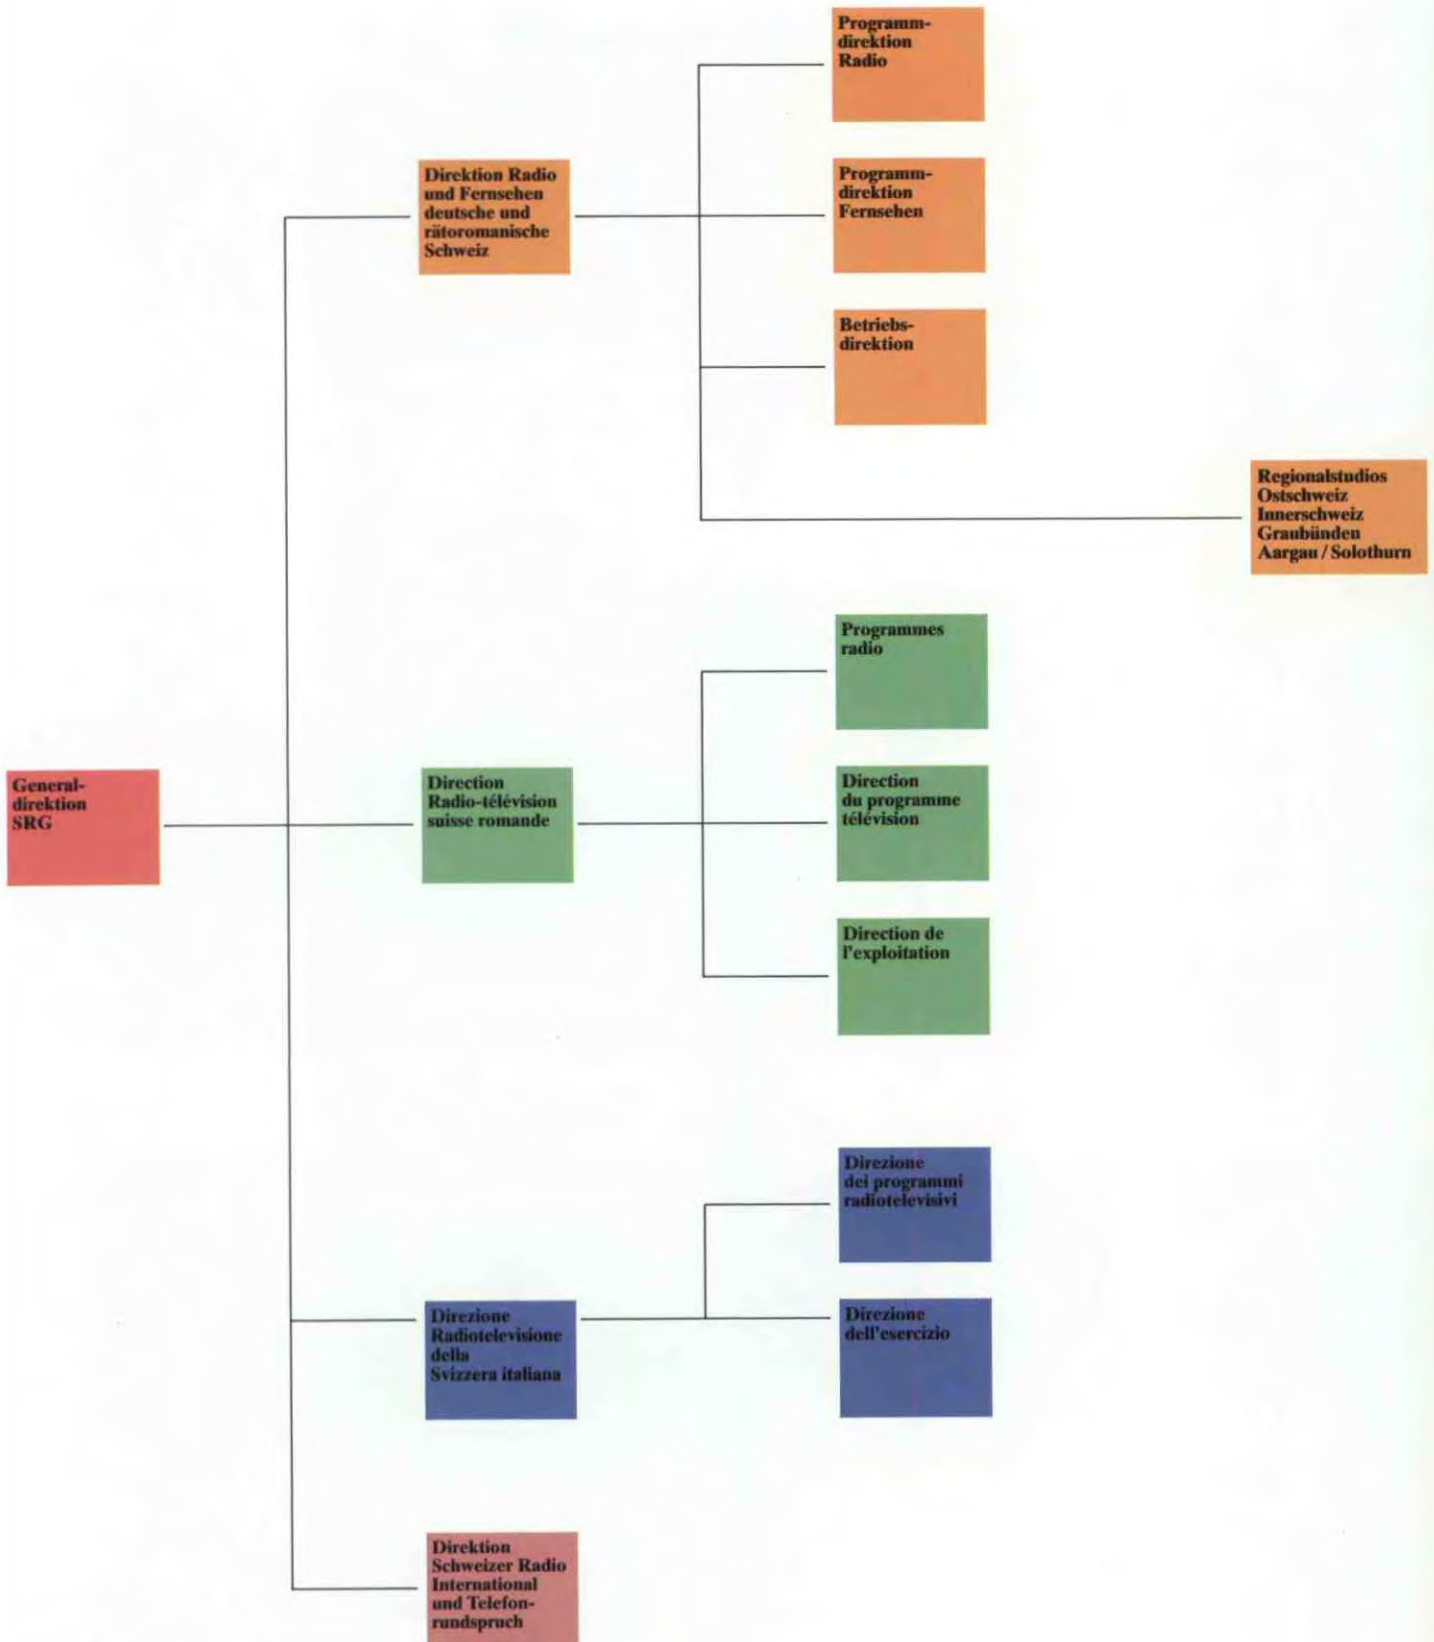 Programm-
direktion
Radio
Direktion Radio
und Fernsehen
deutsche und
rätoromanische
Schweiz
Programm-
direktion
Fernsehen
Betriebs-
direktion
Regionalstudios
Ostschweiz
Innerschweiz
Graubünden
Aargau / Solothurn
Programmes
radio
General-
direktion
SRG
Direction
Radio-télévision
suisse romande
Direction
du programme
télévision
Direction de
l'exploitation
Direzione
dei programmi
radiotelevisivi
Direzione
Radiotelevisione
della
Svizzera italiana
Direzione
dell'esercizio
Direktion
Schweizer Radio
International
und Telefon-
rundspruch